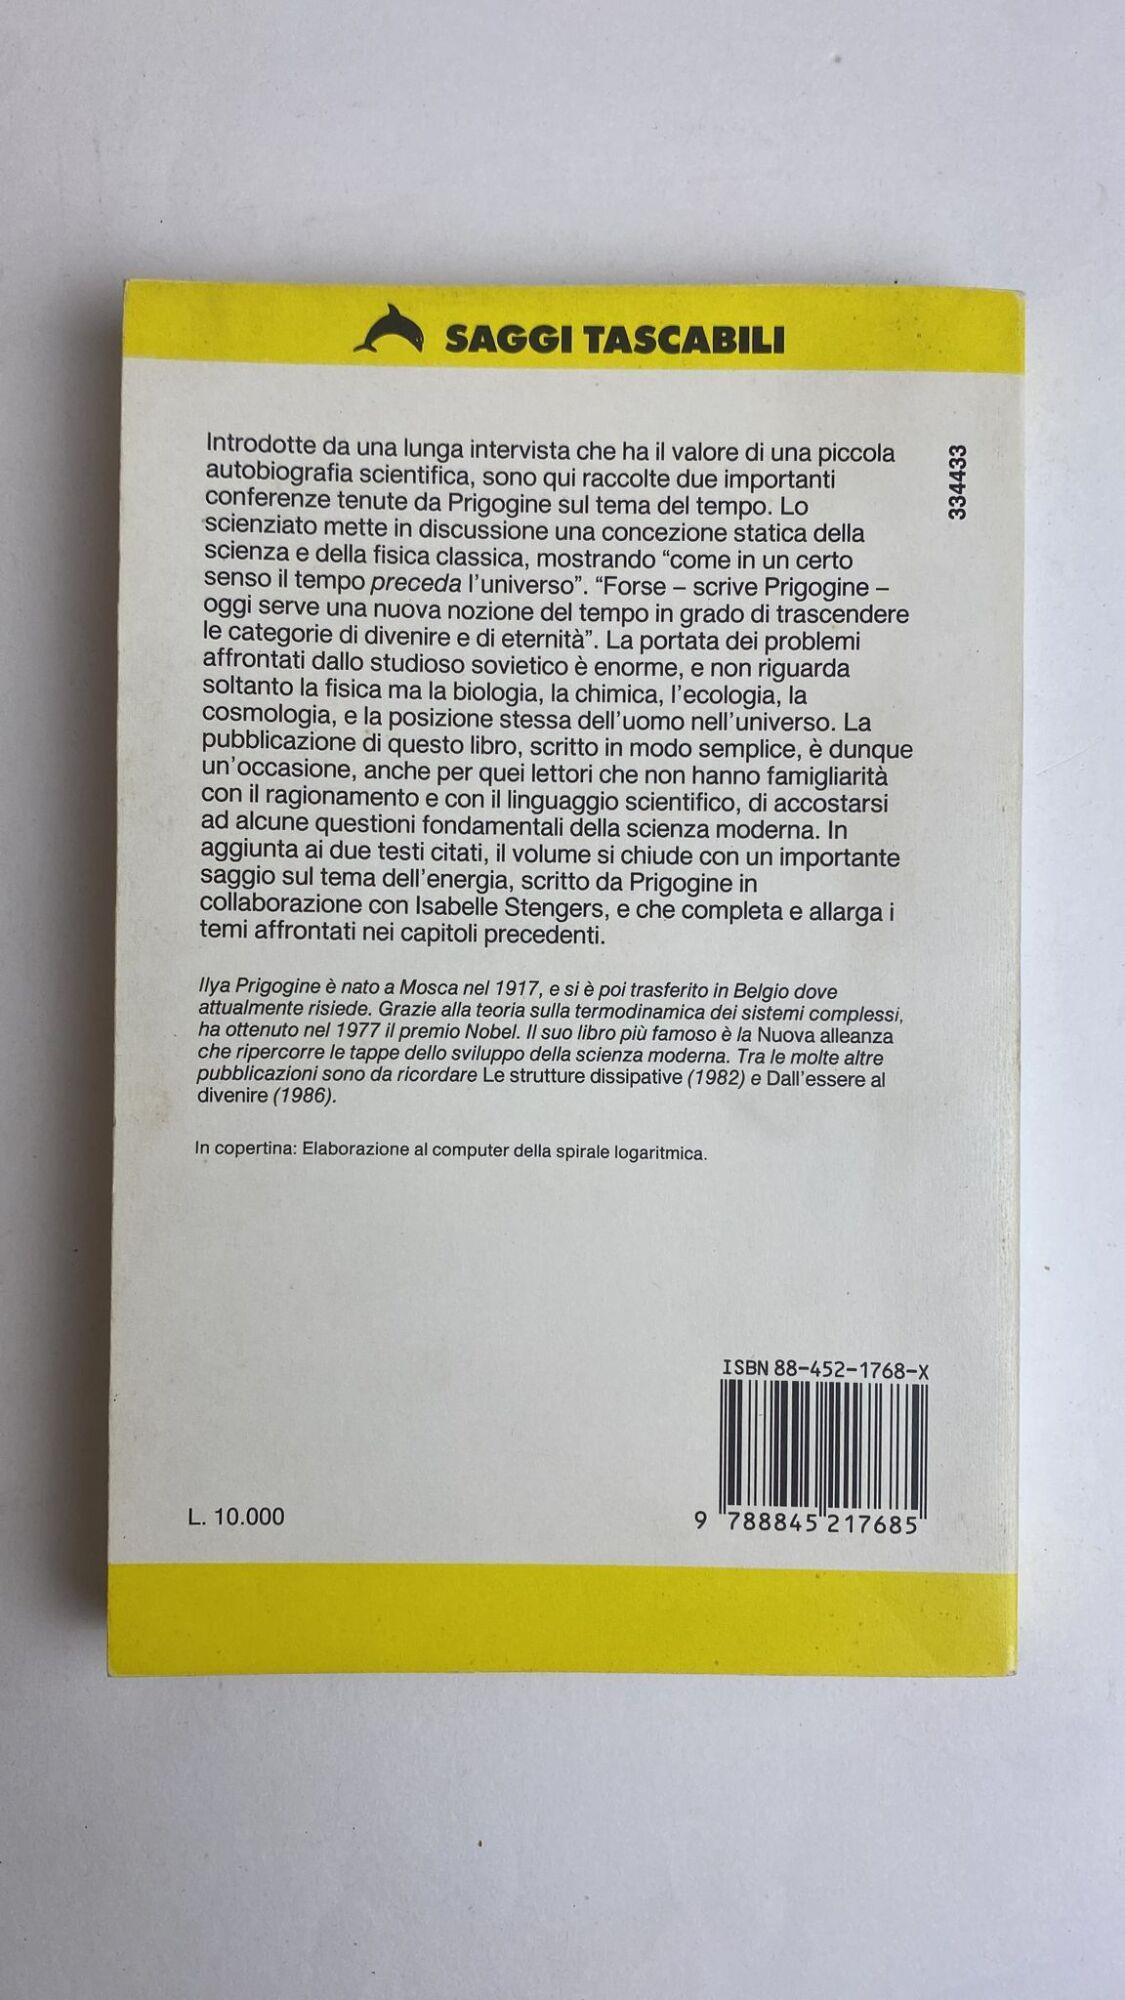 SAGGI TASCABILI
334433
Introdotte da una lunga intervista che ha il valore di una piccola
autobiografia scientifica, sono qui raccolte due importanti
conferenze tenute da Prigogine sul tema del tempo. Lo
scienziato mette in discussione una concezione statica della
scienza e della fisica classica, mostrando “come in un certo
senso il tempo preceda l’universo”. “Forse – scrive Prigogine –
oggi serve una nuova nozione del tempo in grado di trascendere
le categorie di divenire e di eternità”. La portata dei problemi
affrontati dallo studioso sovietico è enorme, e non riguarda
soltanto la fisica ma la biologia, la chimica, l’ecologia, la
cosmologia, e la posizione stessa dell’uomo nell’universo. La
pubblicazione di questo libro, scritto in modo semplice, è dunque
un’occasione, anche per quei lettori che non hanno famigliarità
con il ragionamento e con il linguaggio scientifico, di accostarsi
ad alcune questioni fondamentali della scienza moderna. In
aggiunta ai due testi citati, il volume si chiude con un importante
saggio sul tema dell’energia, scritto da Prigogine in
collaborazione con Isabelle Stengers, e che completa e allarga i
temi affrontati nei capitoli precedenti.
Ilya Prigogine è nato a Mosca nel 1917, e si è poi trasferito in Belgio dove
attualmente risiede. Grazie alla teoria sulla termodinamica dei sistemi complessi,
ha ottenuto nel 1977 il premio Nobel. Il suo libro più famoso è la Nuova alleanza
che ripercorre le tappe dello sviluppo della scienza moderna. Tra le molte altre
pubblicazioni sono da ricordare Le strutture dissipative (1982) e Dall’essere al
divenire (1986).
In copertina: Elaborazione al computer della spirale logaritmica.
ISBN 88-452-1768-X
L. 10.000
9 788845 217685